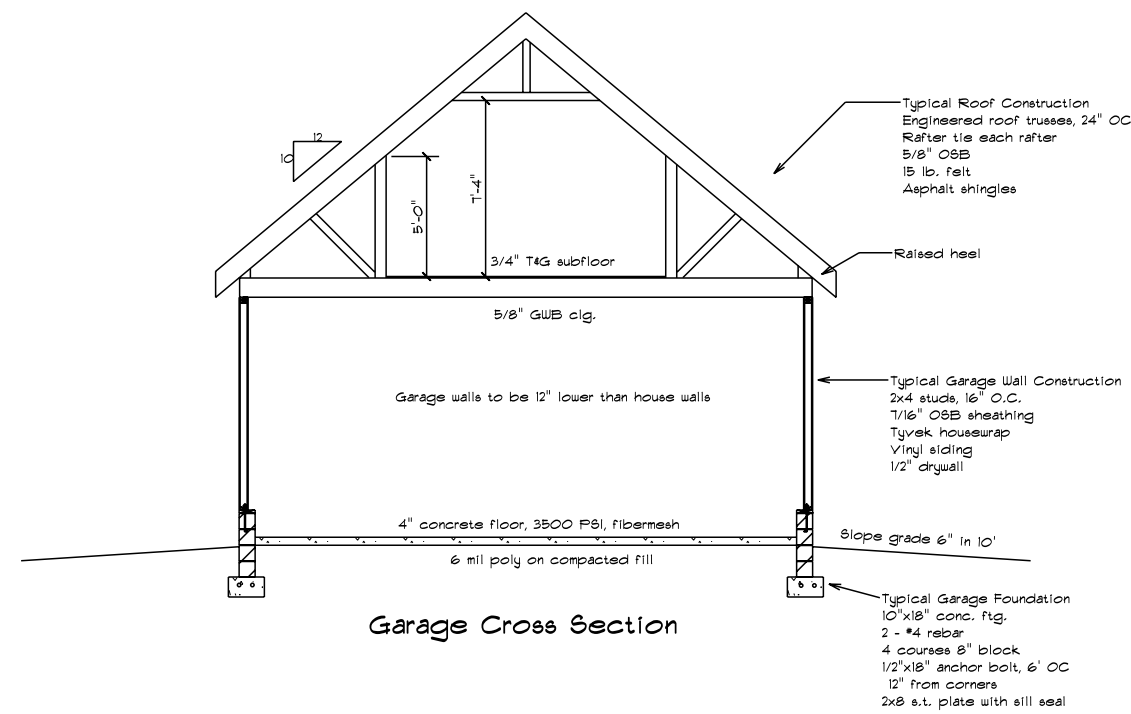 Typical Roof Construction
Engineered roof trusses, 24" OC
Rafter tie each rafter
5/8" OSB
15 lb. felt
Asphalt shingles
12
10
7'-4"
5'-0"
Raised heel
3/4" T&G subfloor
5/8" GWB clg.
Garage walls to be 12" lower than house walls
Typical Garage Wall Construction
2x4 studs, 16" O.C.
7/16" OSB sheathing
Tyvek housewrap
Vinyl siding
1/2" drywall
4" concrete floor, 3500 PSI, fibermesh
Slope grade 6" in 10'
6 mil poly on compacted fill
Garage Cross Section
Typical Garage Foundation
10"x18" conc. ftg.
2 - #4 rebar
4 courses 8" block
1/2"x18" anchor bolt, 6' OC
12" from corners
2x8 s.t. plate with sill seal